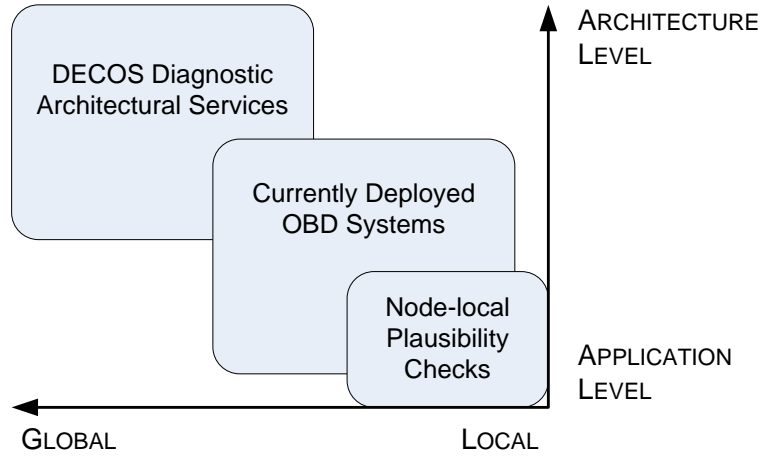 ARCHITECTURE
LEVEL
DECOS Diagnostic
Architectural Services
Currently Deployed
OBD Systems
Node-local
Plausibility
Checks
APPLICATION
LEVEL
GLOBAL
LOCAL